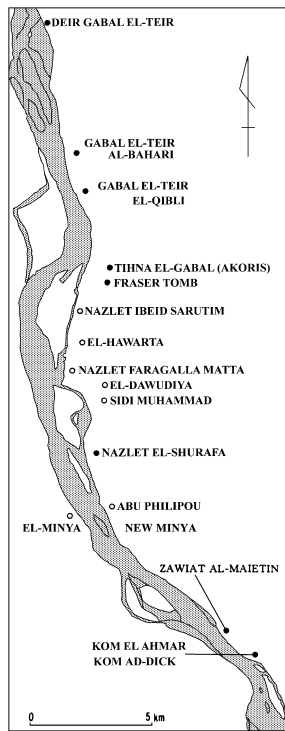 DEIR GABAL EL-TEIR
GABAL EL-TEIR
AL-BAHARI
GABAL EL-TEIR
EL-QIBLI
TIHNA EL-GABAL (AKORIS)
FRASER TOMB
NAZLET IBEID SARUTIM
EL-HAWARTA
NAZLET FARAGALLA MATTA
EL-DAWUDIYA
SIDI MUHAMMAD
NAZLET EL-SHURAFA
ABU PHILIPOU
EL-MINYA
NEW MINYA
ZAWIAT AL-MAIETIN
KOM EL AHMAR
KOM AD-DICK
0 5
km